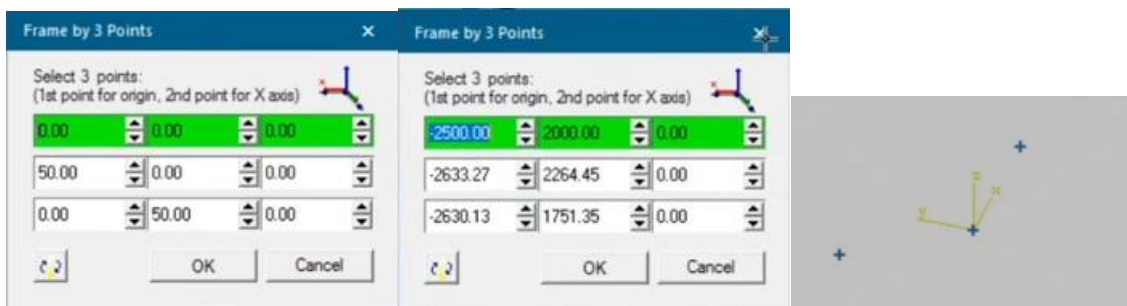 Frame by 3 Points
Select 3 points:
(1st point for origin, 2nd point for X axis)
0.00 0.00 0.00
50.00 0.00 0.00
0.00 50.00 0.00
OK Cancel
Frame by 3 Points
Select 3 points:
(1st point for origin, 2nd point for X axis)
-2500.00 2000.00 0.00
-2633.27 2264.45 0.00
-2630.13 1751.35 0.00
OK Cancel
z
x
y